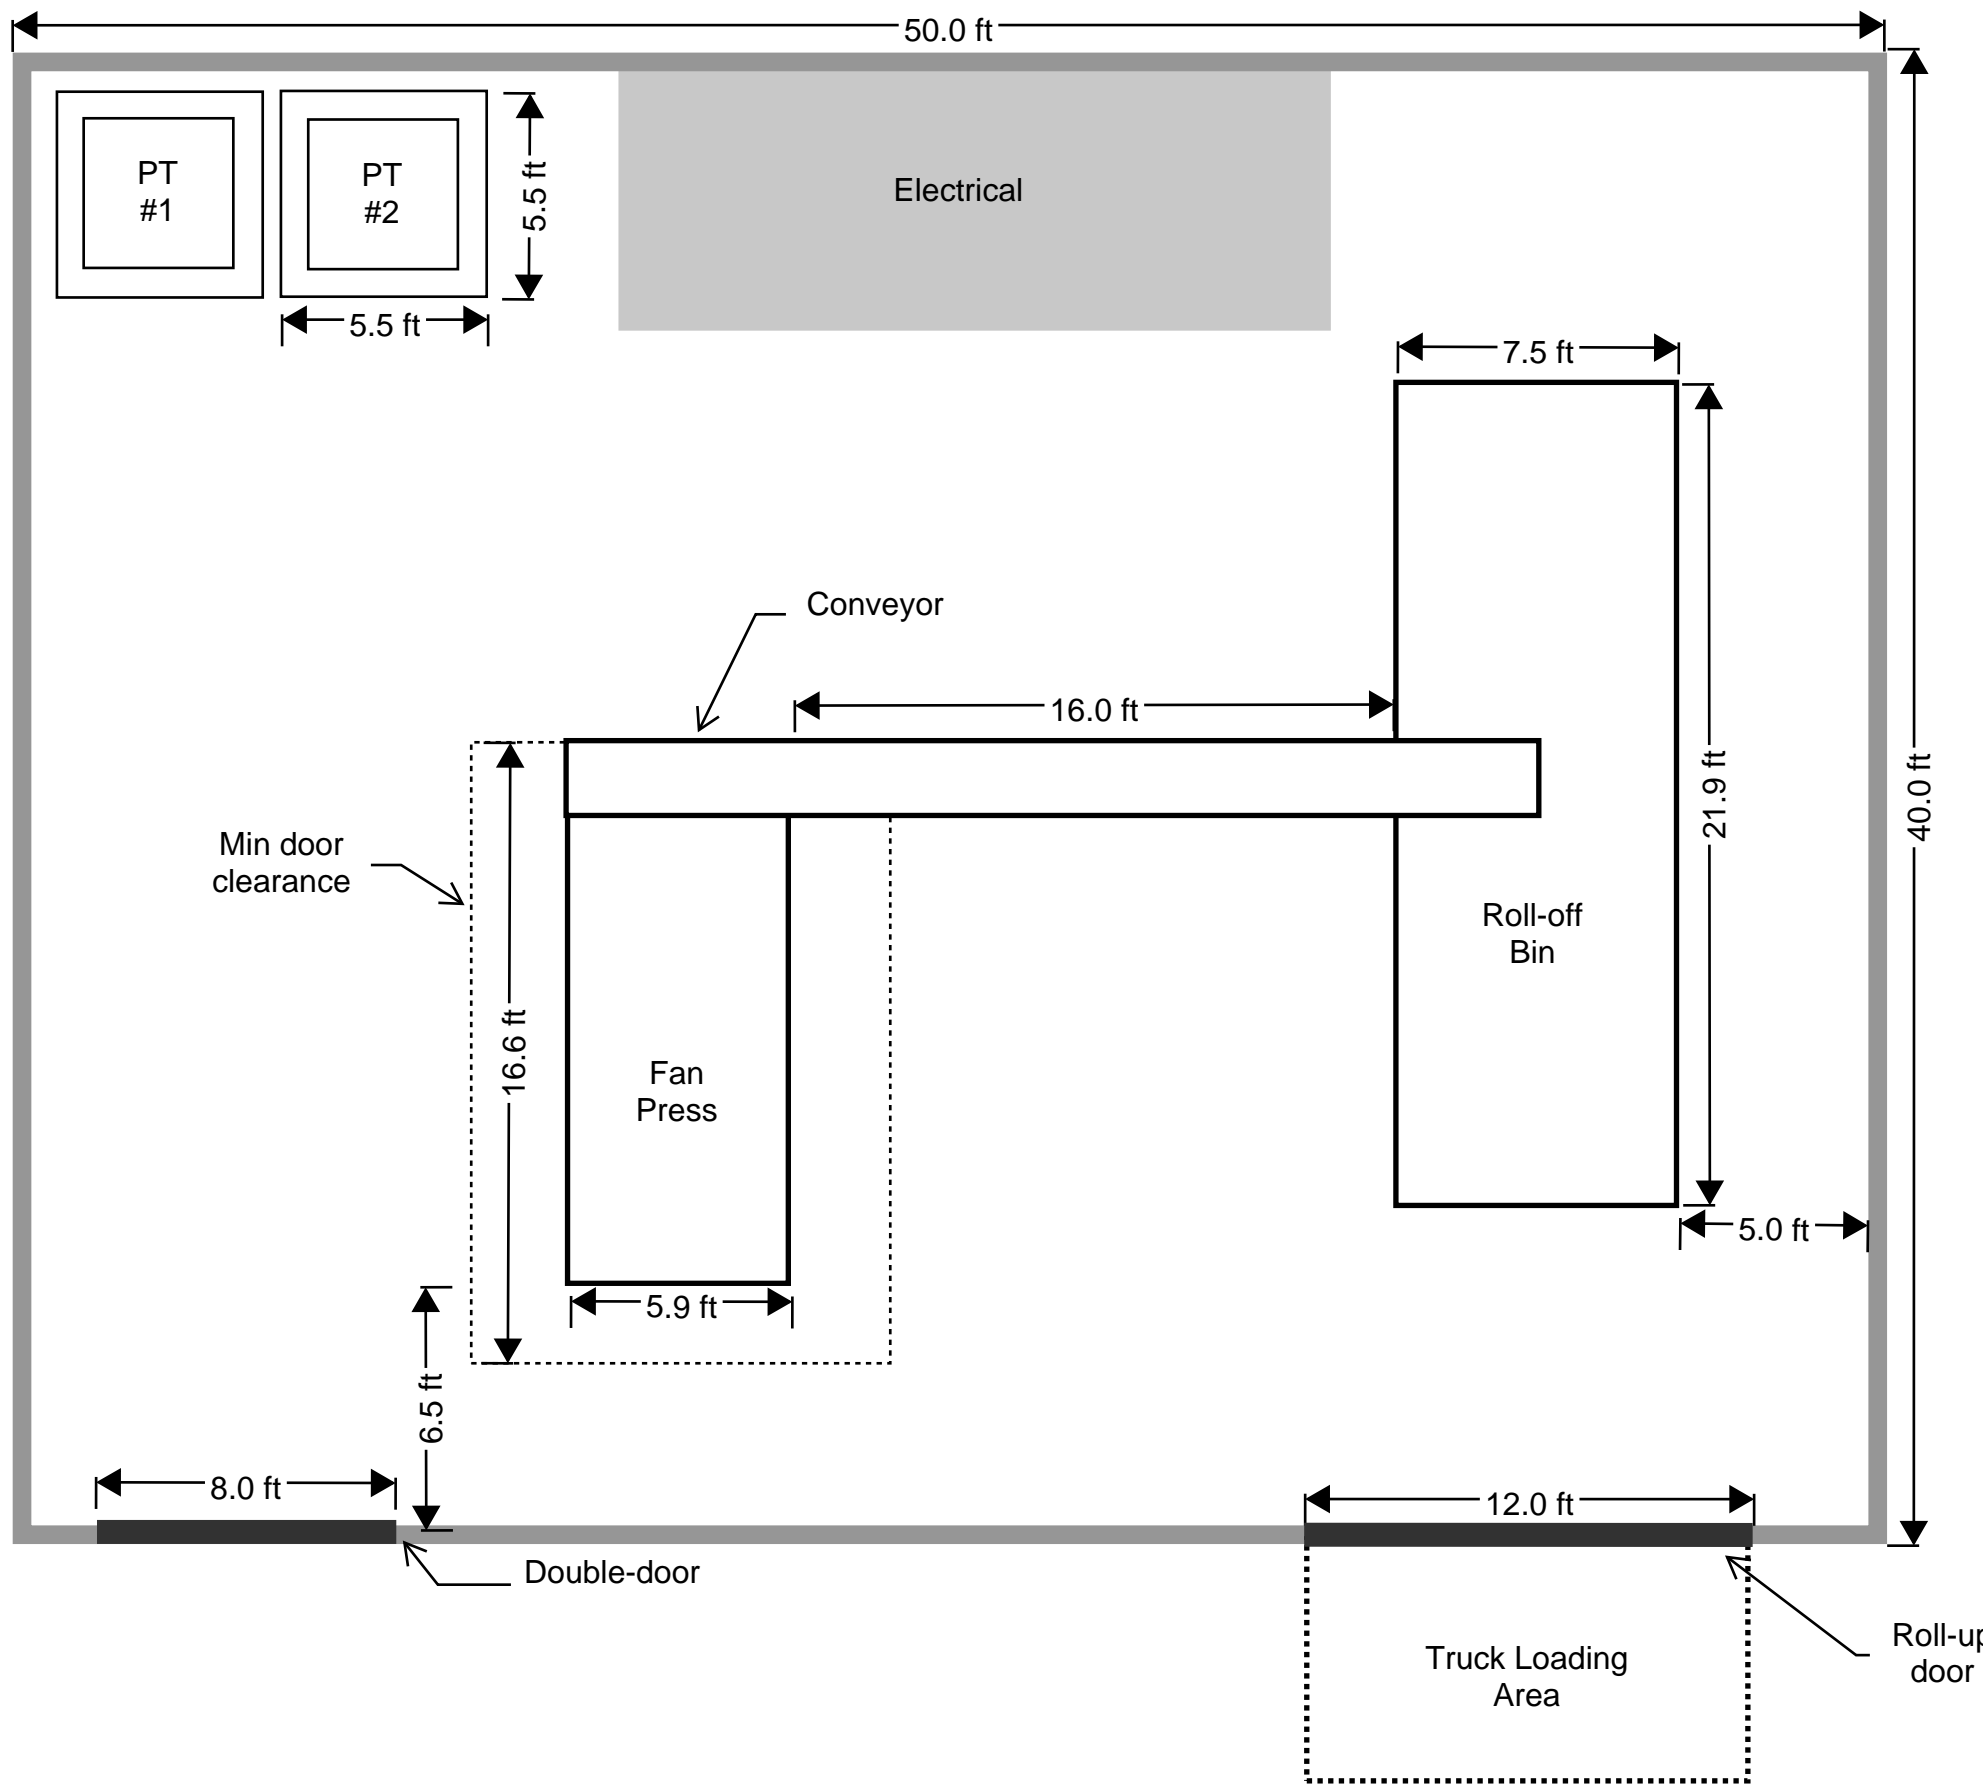 50.0 ft
PT
#1
PT
#2
5.5 ft
5.5 ft
Electrical
7.5 ft
Conveyor
16.0 ft
21.9 ft
40.0 ft
Min door
clearance
Roll-off
Bin
16.6 ft
Fan
Press
5.9 ft
5.0 ft
6.5 ft
8.0 ft
12.0 ft
Double-door
Roll-up
door
Truck Loading
Area